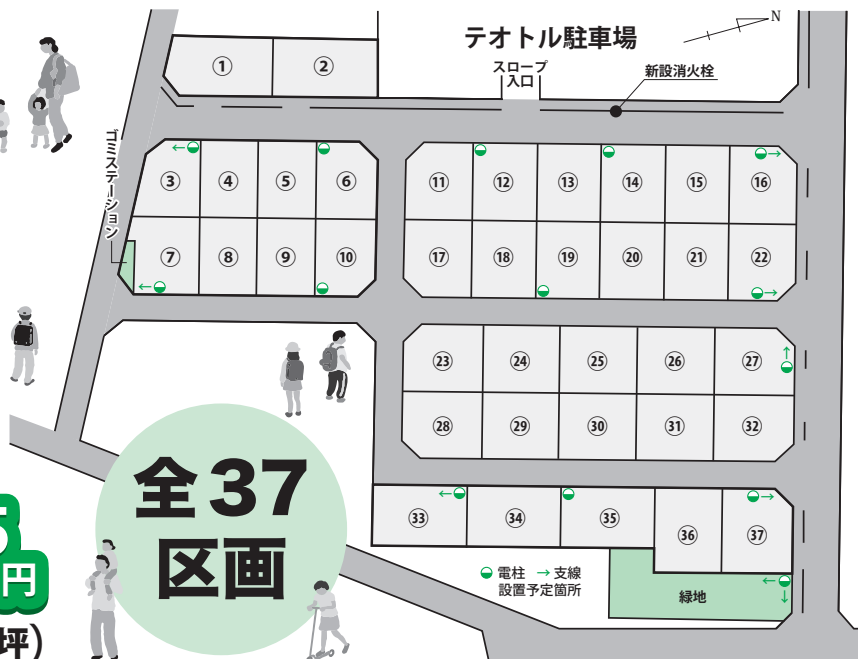 テオトル駐車場
N
スロープ
入口
新設消火栓
① ②
ゴミステーション
③ ④ ⑤ ⑥
⑦ ⑧ ⑨ ⑩
⑪ ⑫ ⑬ ⑭ ⑮ ⑯
⑰ ⑱ ⑲ ⑳ ㉑ ㉒
㉓ ㉔ ㉕ ㉖ ㉗
㉘ ㉙ ㉚ ㉛ ㉜
㉝ ㉞ ㉟ ㊱ ㊲
全37
区画
電柱 →支線
設置予定箇所
緑地
円
坪)